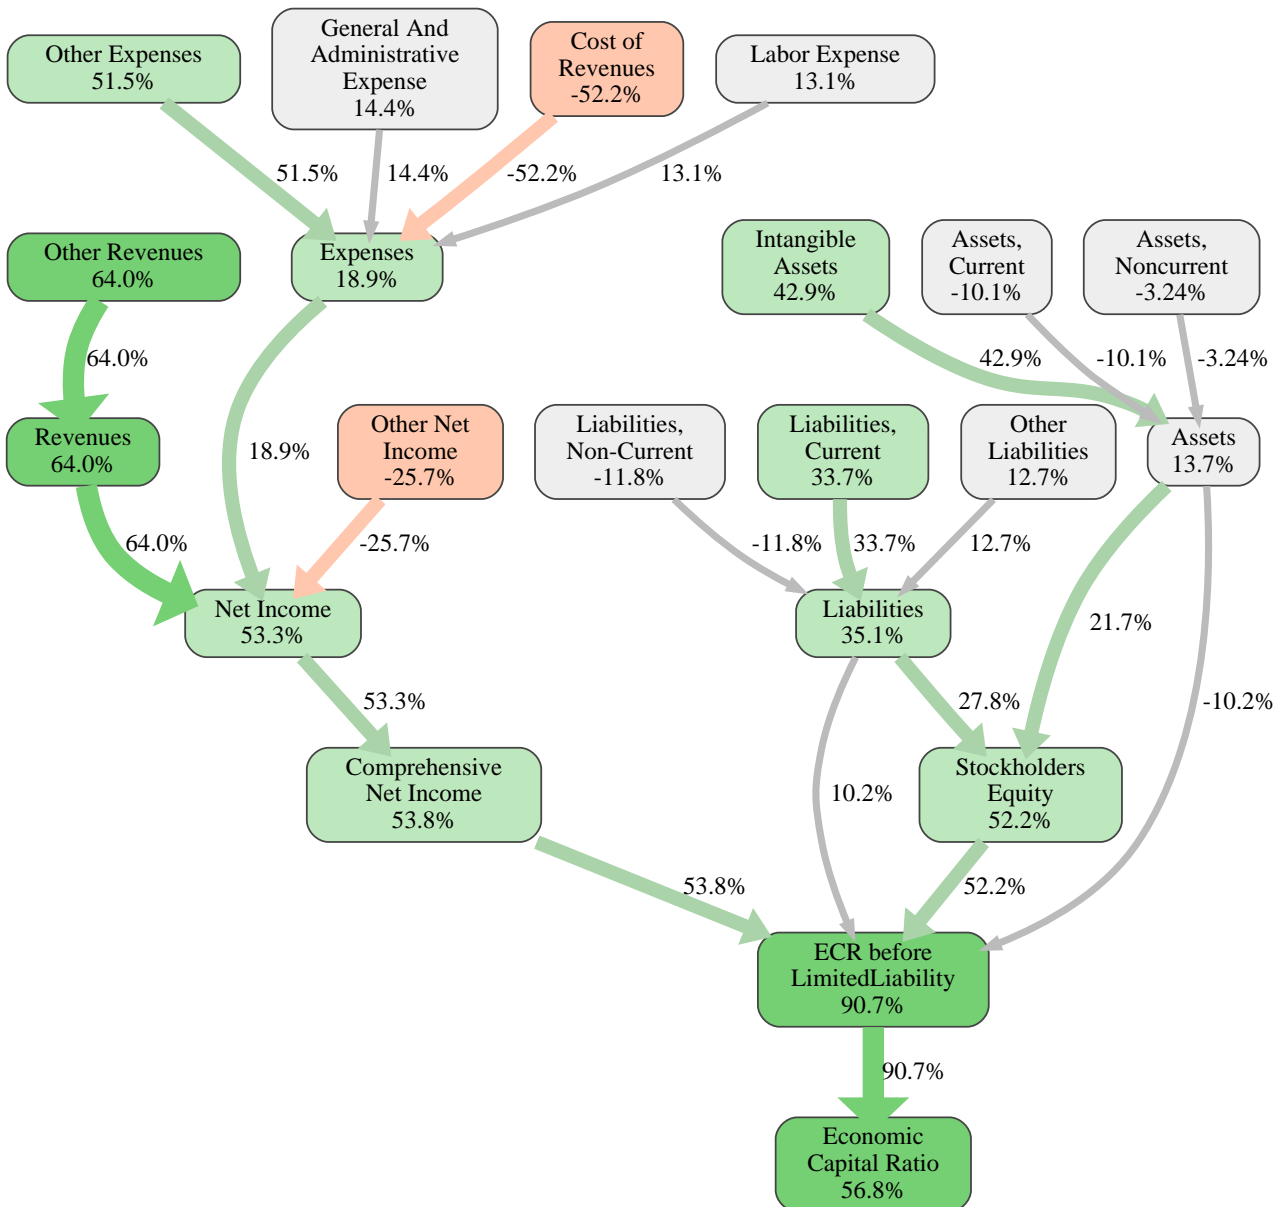 Other Expenses
51.5%
General And
Administrative
Expense
14.4%
Cost of
Revenues
-52.2%
Labor Expense
13.1%
51.5%
14.4%
-52.2%
13.1%
Other Revenues
64.0%
Expenses
18.9%
Intangible
Assets
42.9%
Assets,
Current
-10.1%
Assets,
Noncurrent
-3.24%
64.0%
42.9%
-10.1%
-3.24%
Revenues
64.0%
18.9%
Other Net
Income
-25.7%
Liabilities,
Non-Current
-11.8%
Liabilities,
Current
33.7%
Other
Liabilities
12.7%
Assets
13.7%
64.0%
-25.7%
-11.8%
33.7%
12.7%
Net Income
53.3%
Liabilities
35.1%
21.7%
53.3%
27.8%
-10.2%
Comprehensive
Net Income
53.8%
10.2%
Stockholders
Equity
52.2%
53.8%
52.2%
ECR before
LimitedLiability
90.7%
90.7%
Economic
Capital Ratio
56.8%